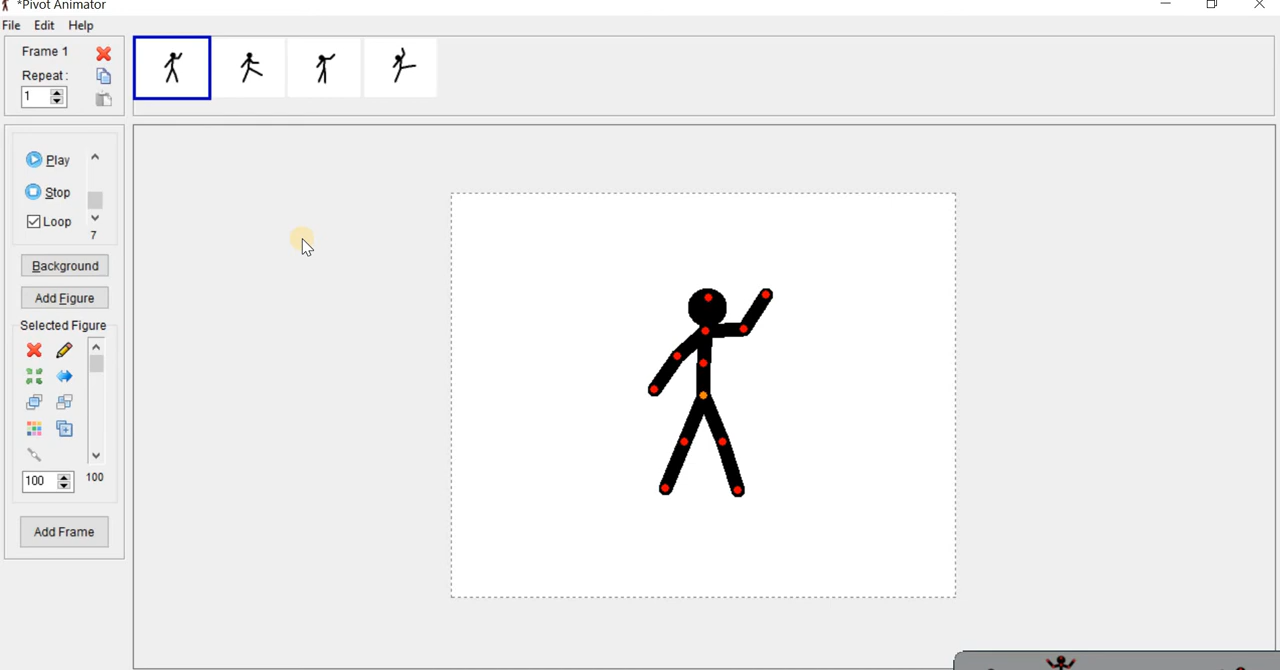 *Pivot Animator
File Edit Help
Frame 1
Repeat:
1
Play
Stop
Loop
7
Background
Add Figure
Selected Figure
100
100
Add Frame